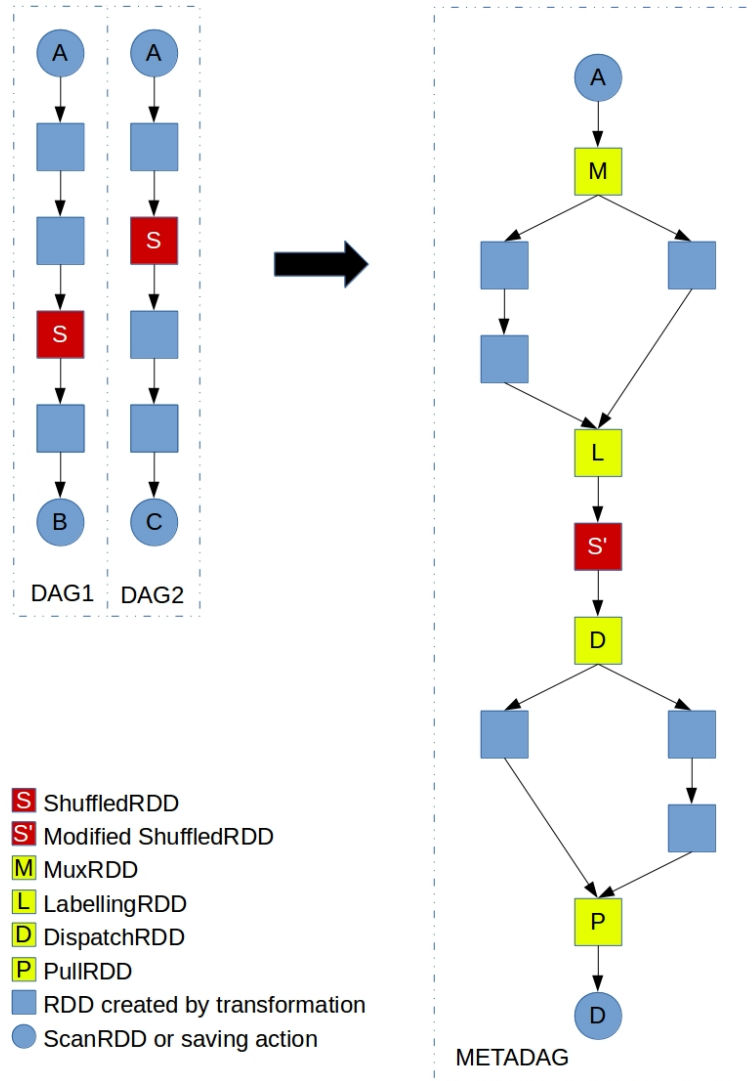 A
A
S
S
B
C
DAG1
DAG2
A
M
L
S'
D
P
D
METADAG
S ShuffledRDD
S' Modified ShuffledRDD
M MuxRDD
L LabellingRDD
D DispatchRDD
P PullRDD
RDD created by transformation
ScanRDD or saving action